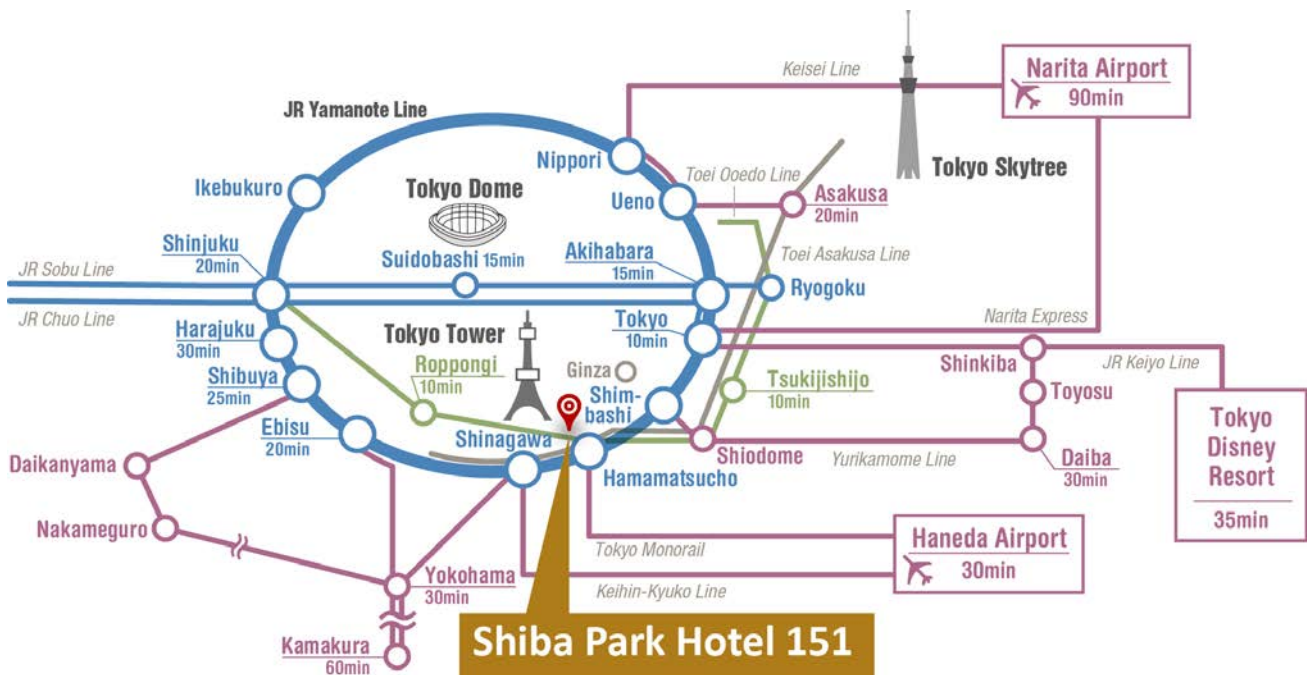 Keisei Line
Narita Airport
90min
JR Yamanote Line
Nippori
Tokyo Skytree
Toei Ooedo Line
Ikebukuro
Tokyo Dome
Ueno
Asakusa
20min
Shinjuku
20min
Suidobashi 15min
Akihabara
15min
Toei Asakusa Line
JR Sobu Line
Ryogoku
JR Chuo Line
Narita Express
Harajuku
30min
Tokyo Tower
Tokyo
10min
Roppongi
10min
Ginza
Shinkiba
JR Keiyo Line
Shibuya
25min
Shim-
bashi
Tsukijishijo
10min
Toyosu
Ebisu
20min
Shinagawa
Tokyo
Disney
Resort
35min
Daikanyama
Hamamatsucho
Shiodome
Yurikamome Line
Daiba
30min
Nakameguro
Tokyo Monorail
Haneda Airport
30min
Yokohama
30min
Keihin-Kyuko Line
Kamakura
60min
Shiba Park Hotel 151